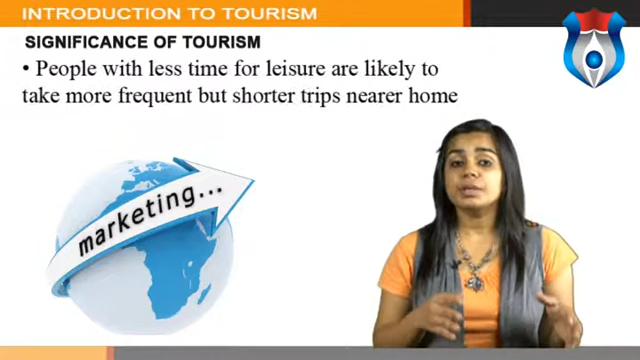 INTRODUCTION TO TOURISM
SIGNIFICANCE OF TOURISM
• People with less time for leisure are likely to
take more frequent but shorter trips nearer home
marketing...